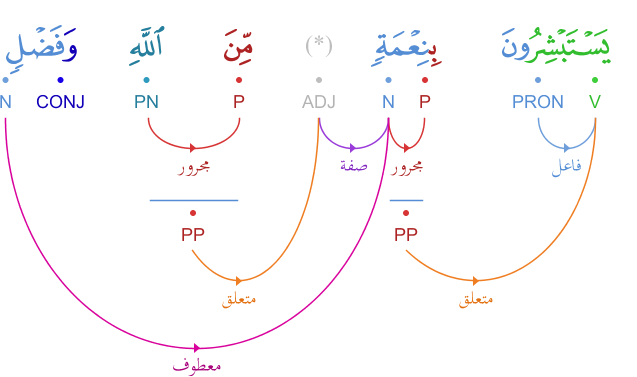 يَسْتَبْشِرُونَ بِنِعْمَةٍ (*) مِّنَ ٱللَّهِ وَفَضْلٍ
V PRON P N ADJ P PN CONJ N
فاعل مجرور صفة مجرور
PP PP
متعلق متعلق
معطوف